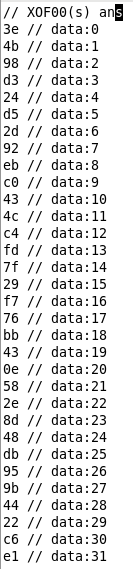 // XOF00(s) ans
3e // data:0
4b // data:1
98 // data:2
d3 // data:3
24 // data:4
d5 // data:5
2d // data:6
92 // data:7
eb // data:8
c0 // data:9
43 // data:10
4c // data:11
c4 // data:12
fd // data:13
7f // data:14
29 // data:15
f7 // data:16
76 // data:17
bb // data:18
43 // data:19
0e // data:20
58 // data:21
2e // data:22
8d // data:23
48 // data:24
db // data:25
95 // data:26
9b // data:27
44 // data:28
22 // data:29
c6 // data:30
e1 // data:31